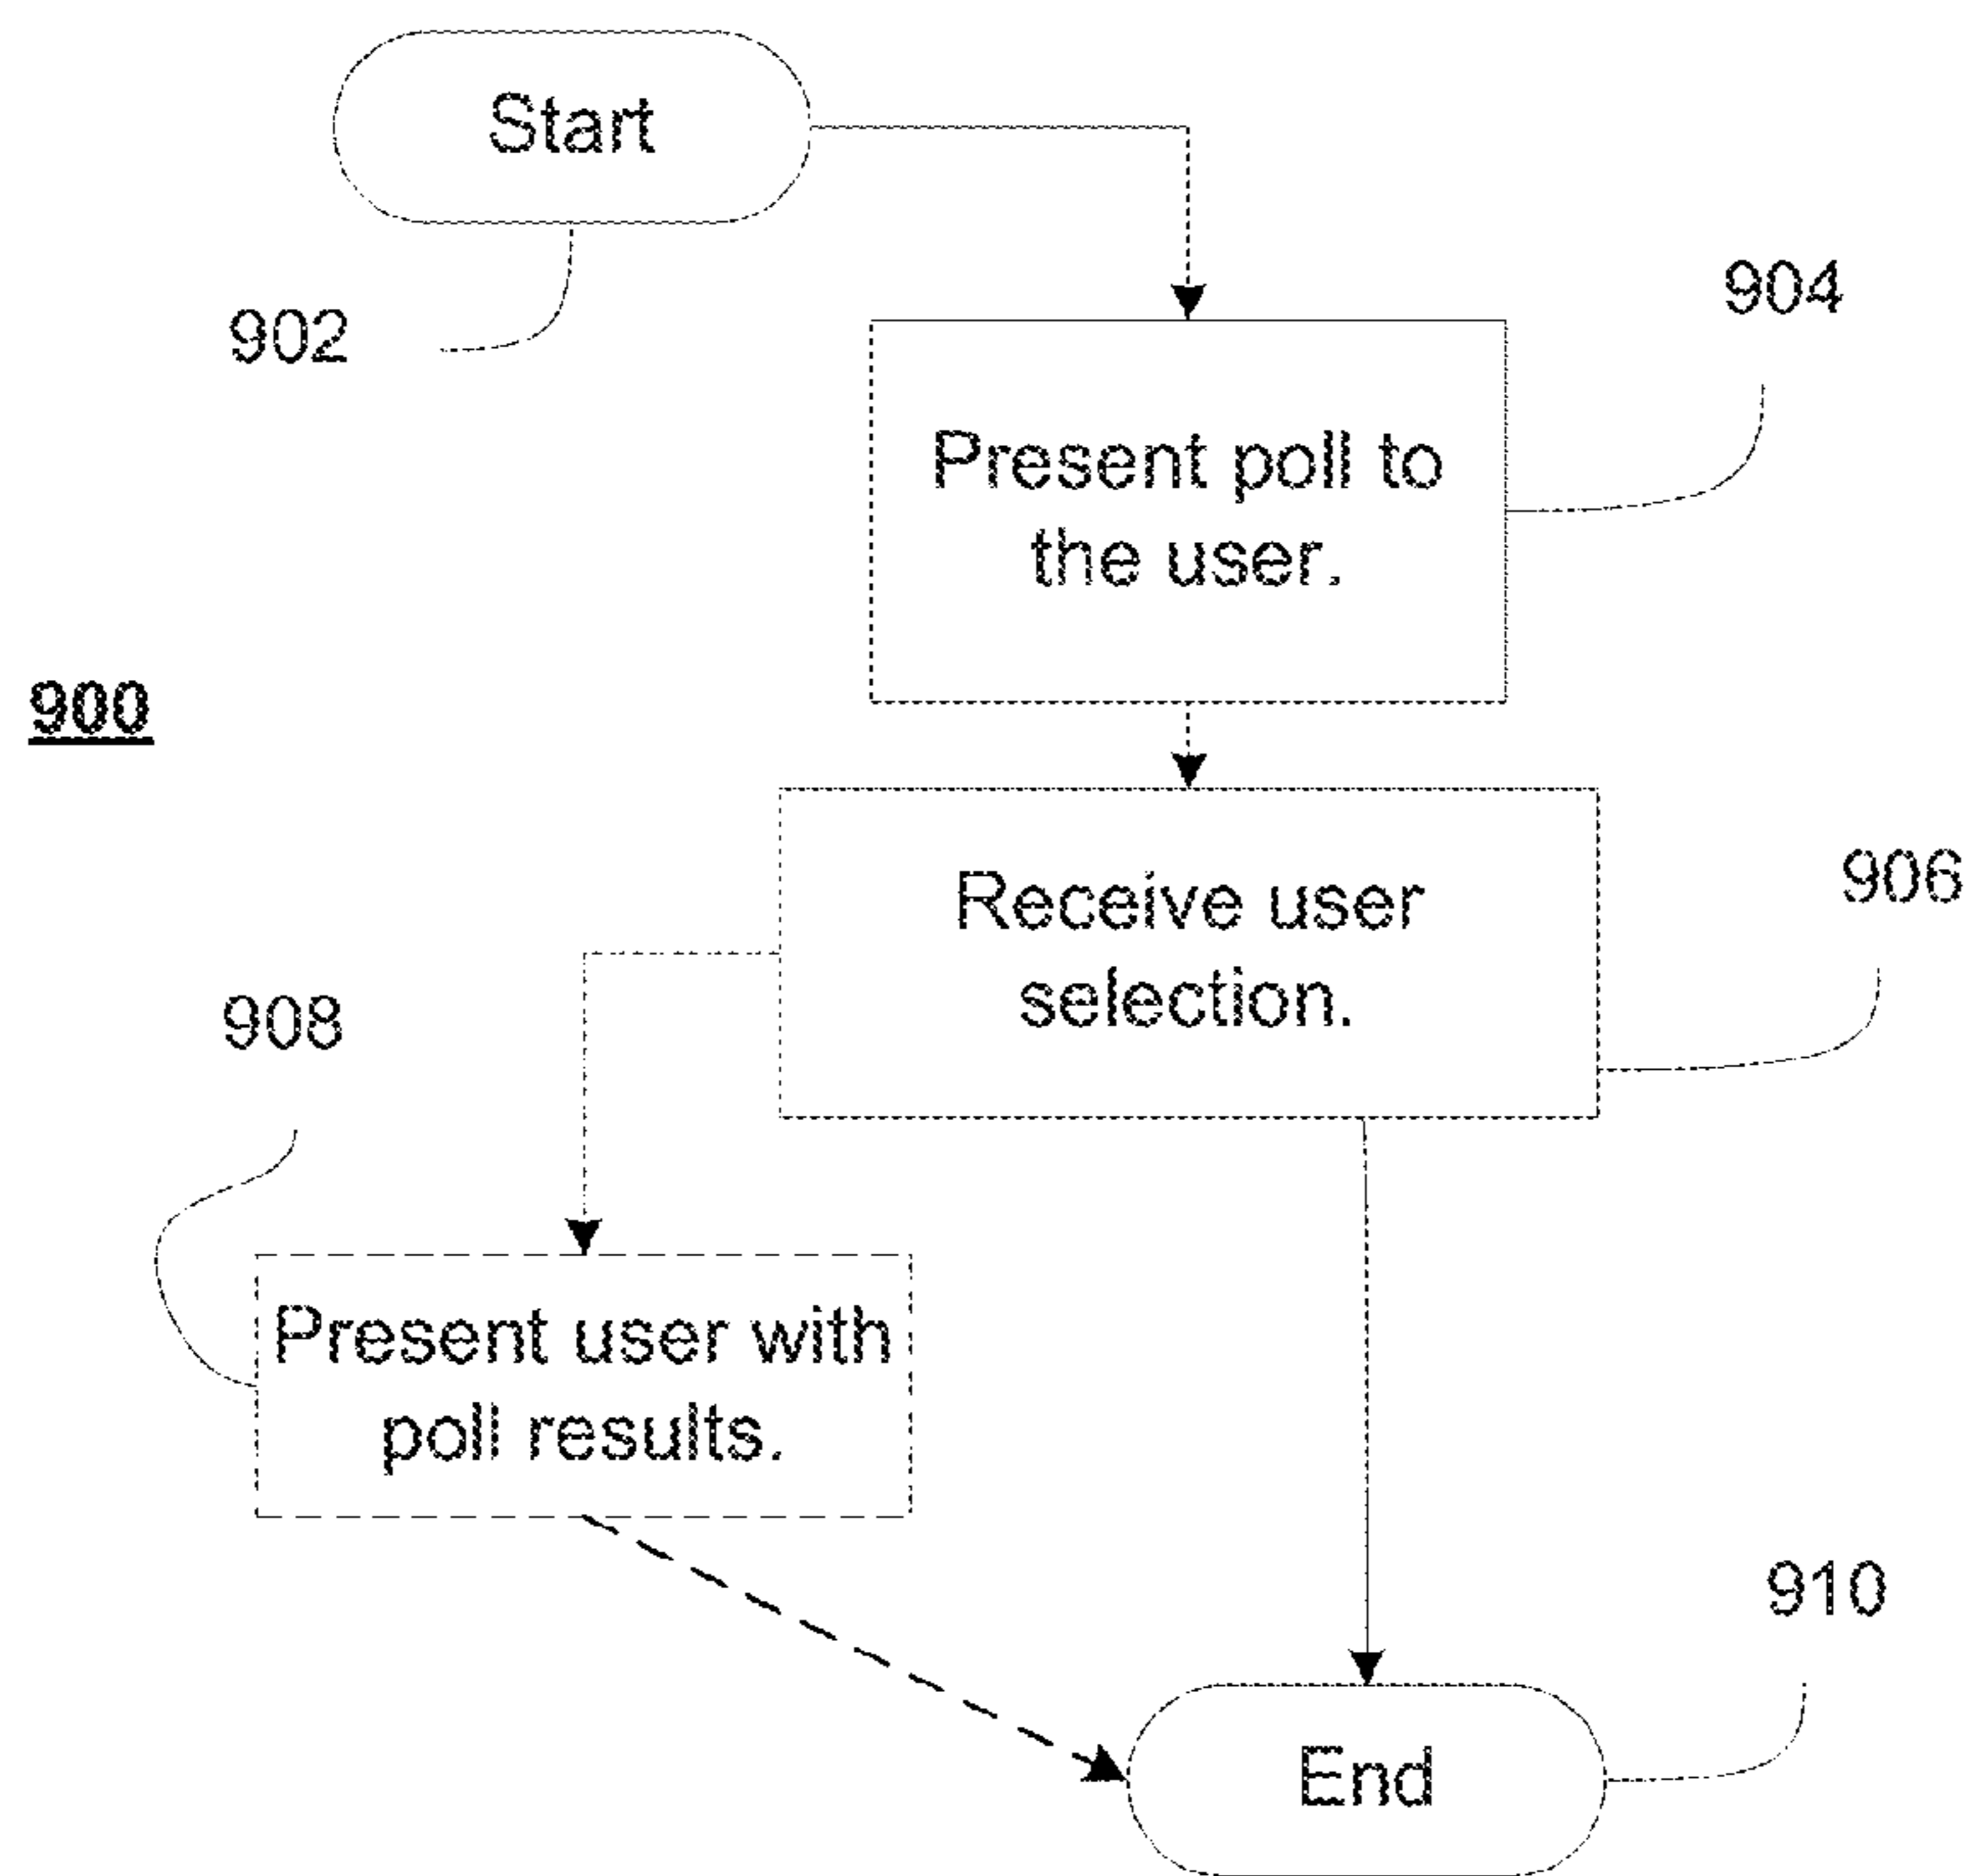 Start
902
904
Present poll to
the user.
900
Receive user
selection.
906
908
Present user with
poll results.
910
End